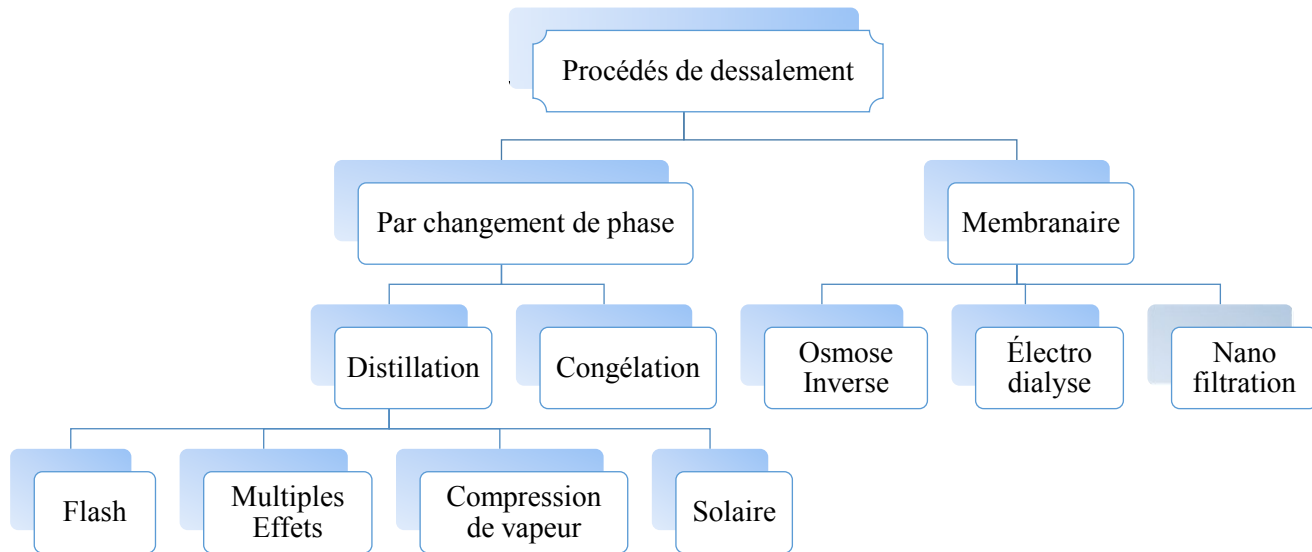 Procédés de dessalement
Par changement de phase
Membranaire
Distillation
Congélation
Osmose
Inverse
Électro
dialyse
Nano
filtration
Flash
Multiples
Effets
Compression
de vapeur
Solaire